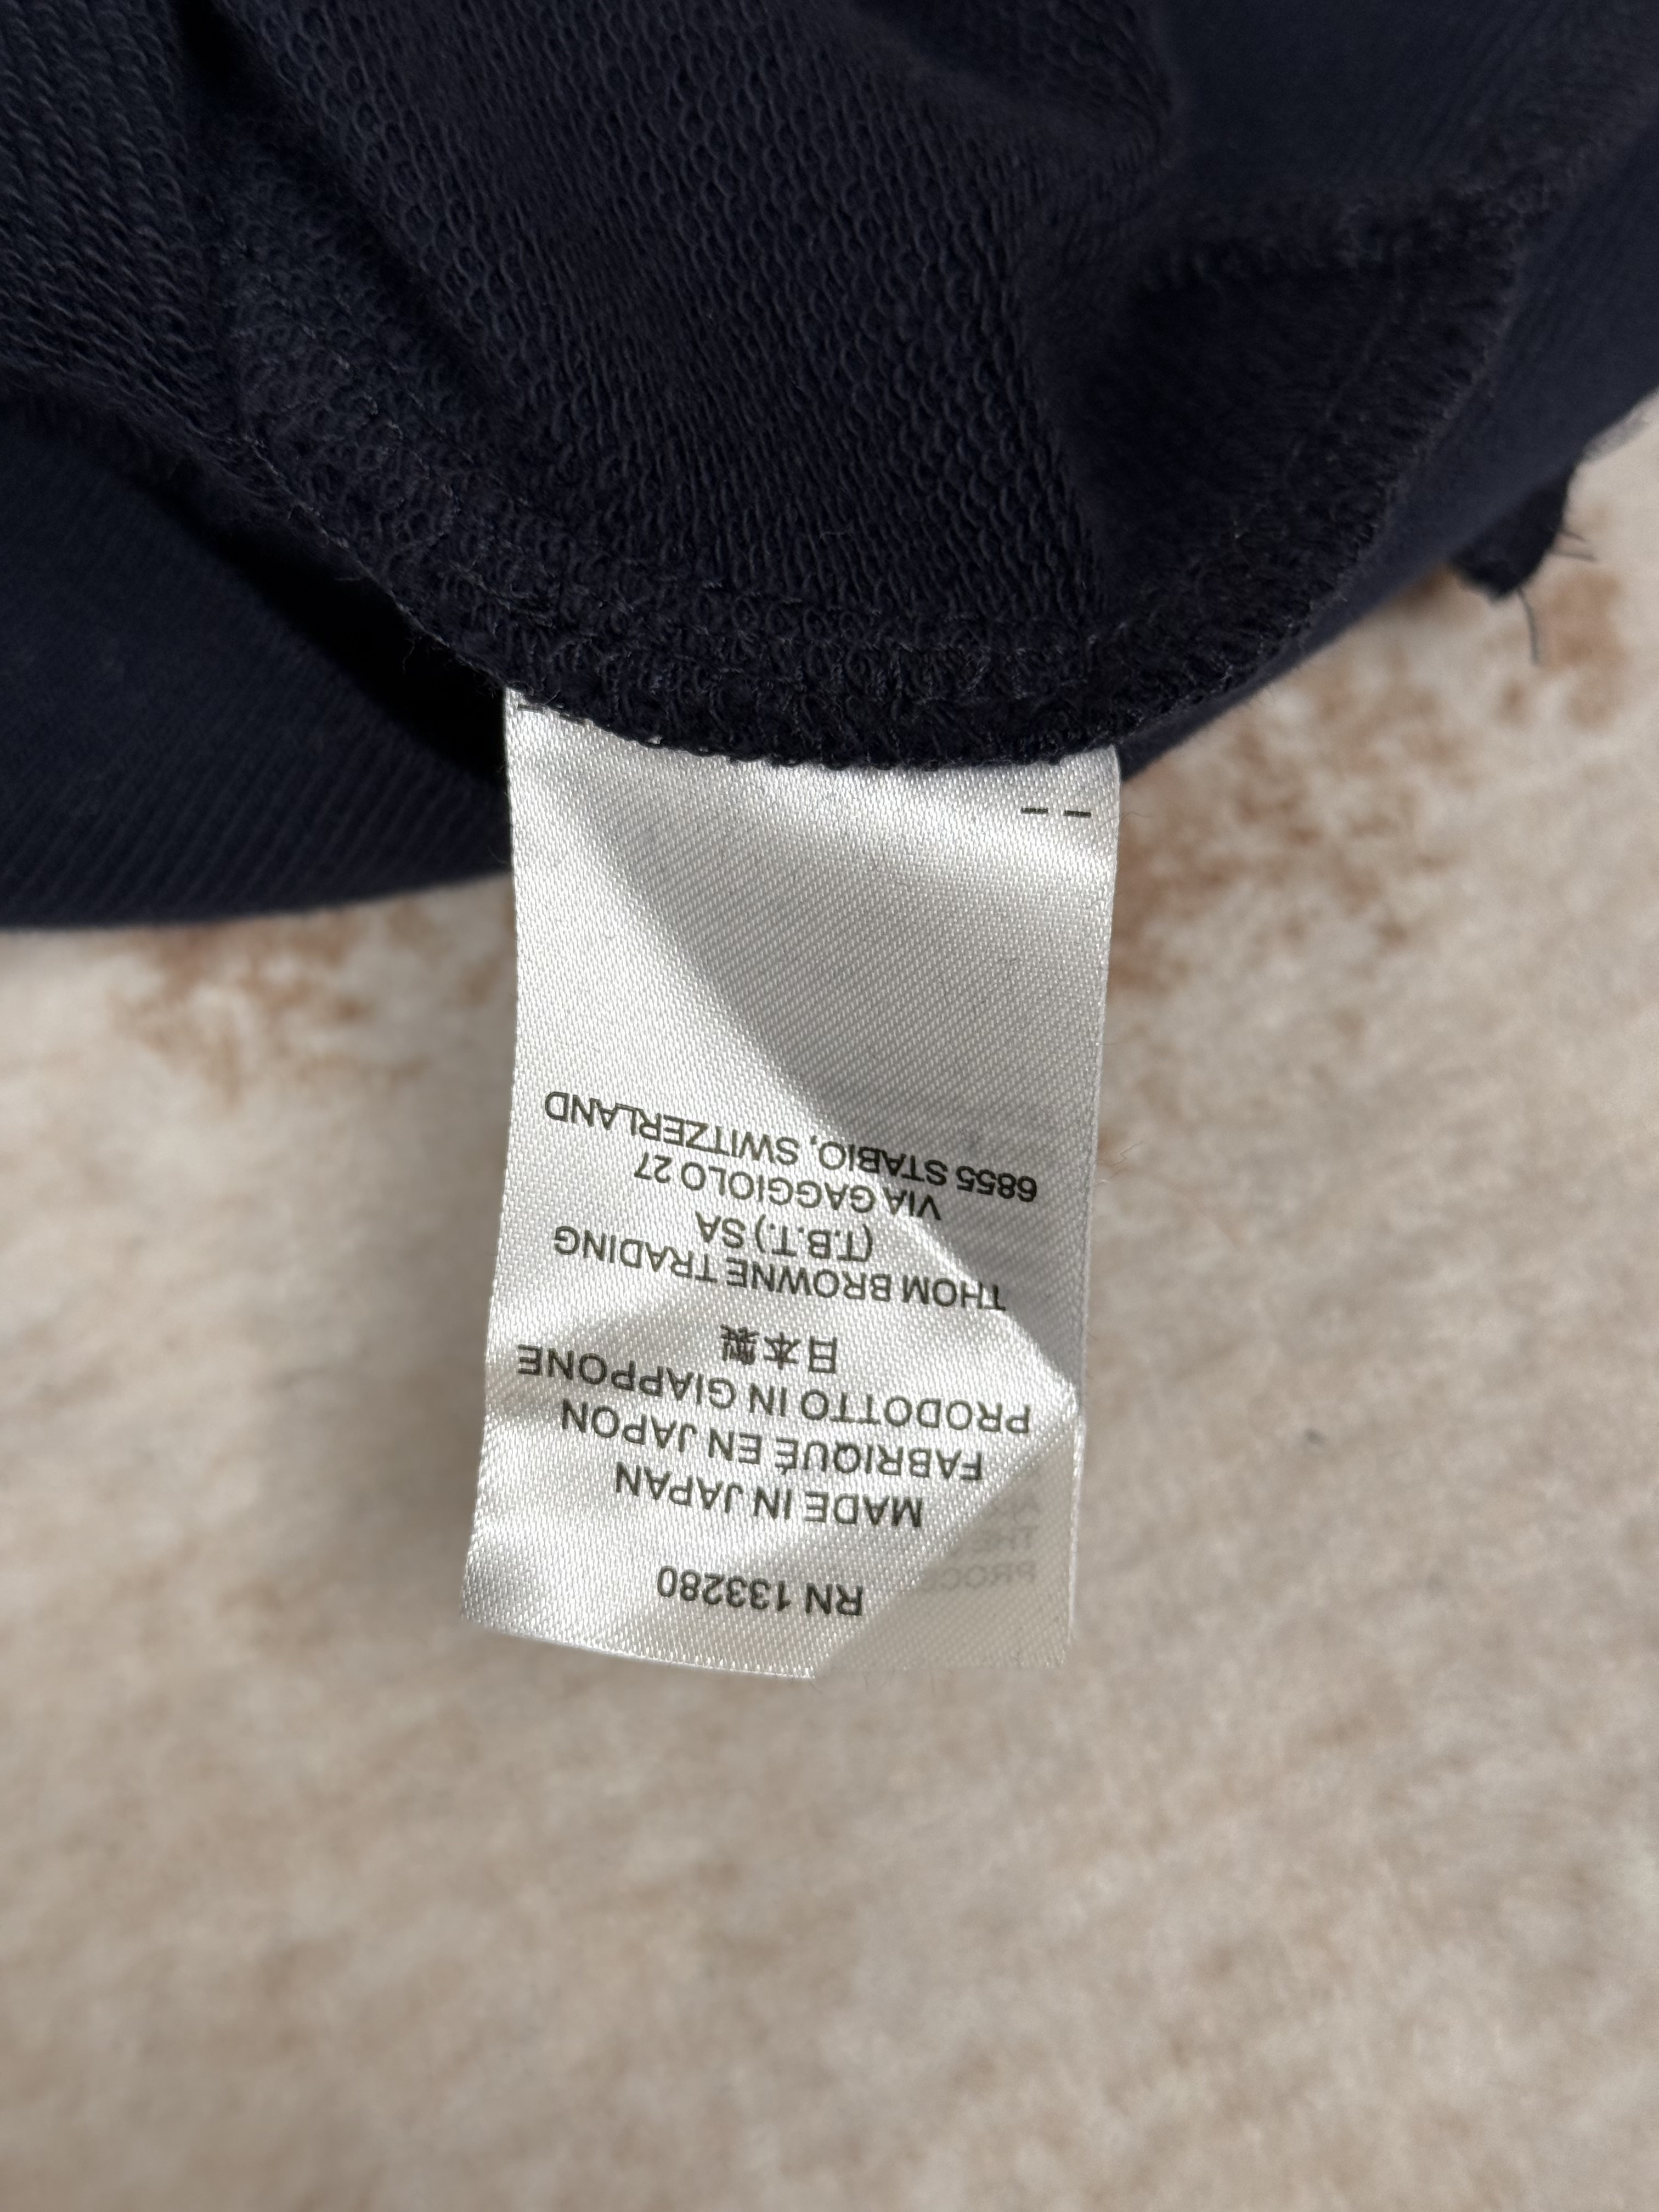 RN 133280
MADE IN JAPAN
FABRIQUÉ EN JAPON
PRODOTTO IN GIAPPONE
日本製
THOM BROWNE TRADING
(T.B.T.) SA
VIA GAGGIOLO 27
6855 STABIO, SWITZERLAND